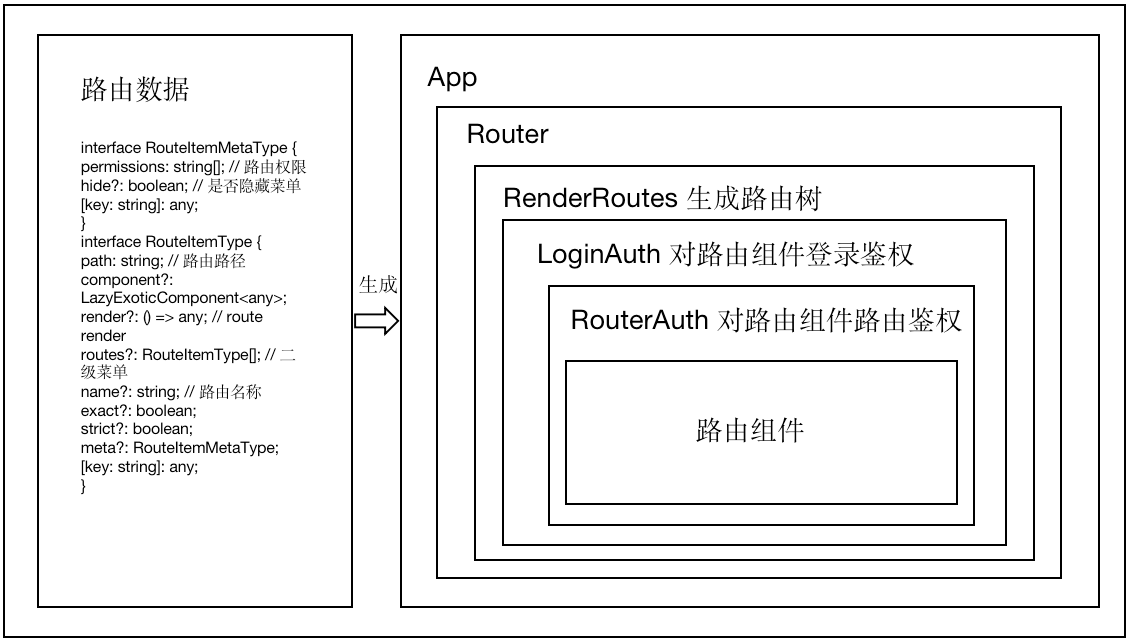 路由数据
interface RouteItemMetaType {
permissions: string[]; // 路由权限
hide?: boolean; // 是否隐藏菜单
[key: string]: any;
}
interface RouteItemType {
path: string; // 路由路径
component?:
LazyExoticComponent<any>;
render?: () => any; // route
render
routes?: RouteItemType[]; // 二
级菜单
name?: string; // 路由名称
exact?: boolean;
strict?: boolean;
meta?: RouteItemMetaType;
[key: string]: any;
}
生成
App
Router
RenderRoutes 生成路由树
LoginAuth 对路由组件登录鉴权
RouterAuth 对路由组件路由鉴权
路由组件